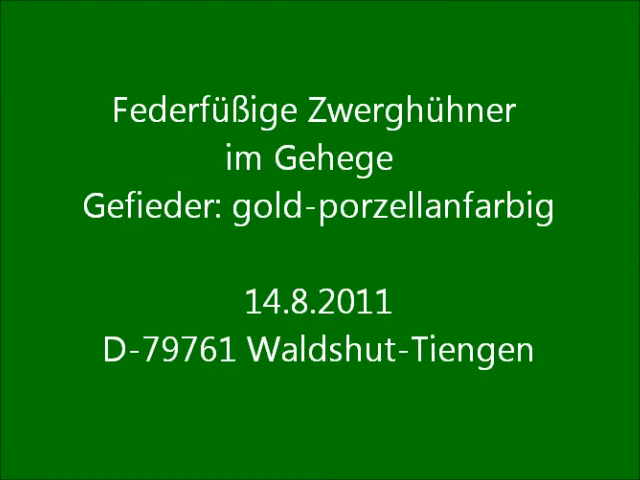 Federfüßige Zwerghühner
im Gehege
Gefieder: gold-porzellanfarbig
14.8.2011
D-79761 Waldshut-Tiengen